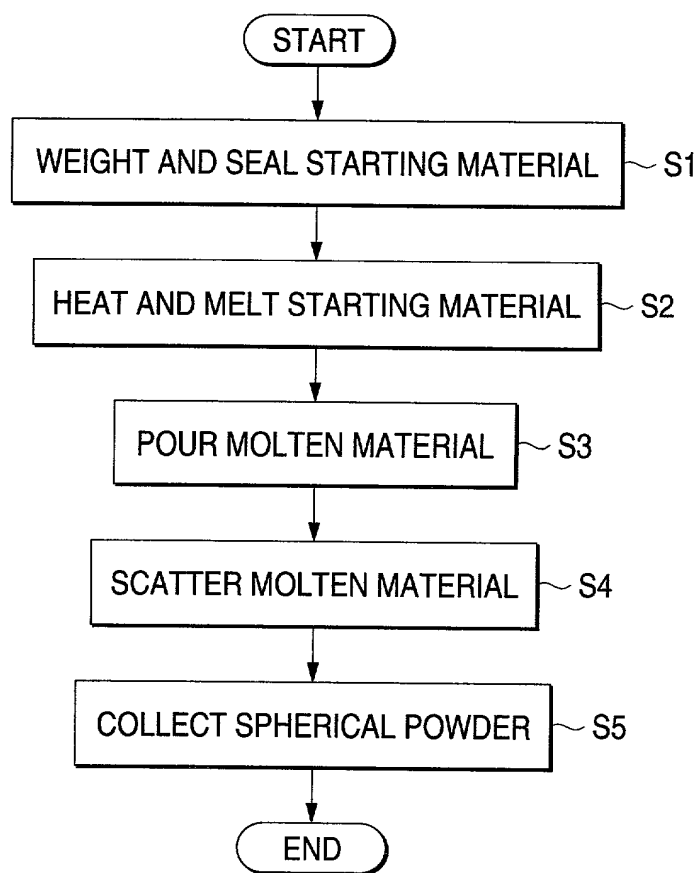 START
WEIGHT AND SEAL STARTING MATERIAL
S1
HEAT AND MELT STARTING MATERIAL
S2
POUR MOLTEN MATERIAL
S3
SCATTER MOLTEN MATERIAL
S4
COLLECT SPHERICAL POWDER
S5
END